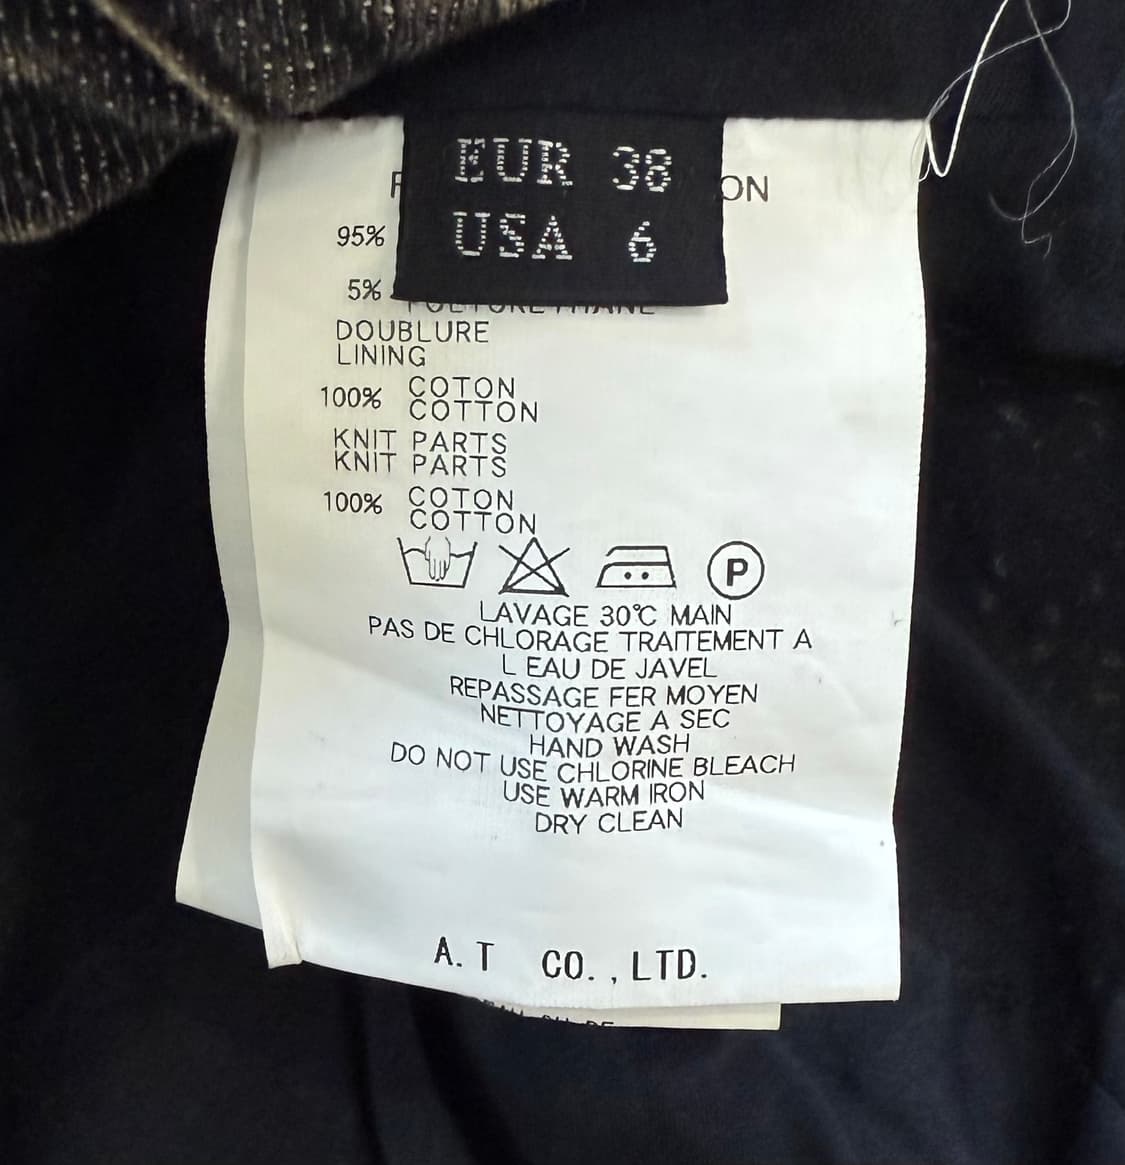 EUR 38
USA 6
95%
5%
DOUBLURE
LINING
100% COTON
COTTON
KNIT PARTS
KNIT PARTS
100% COTON
COTTON
P
LAVAGE 30℃ MAIN
PAS DE CHLORAGE TRAITEMENT A
L EAU DE JAVEL
REPASSAGE FER MOYEN
NETTOYAGE A SEC
HAND WASH
DO NOT USE CHLORINE BLEACH
USE WARM IRON
DRY CLEAN
A.T CO.,LTD.